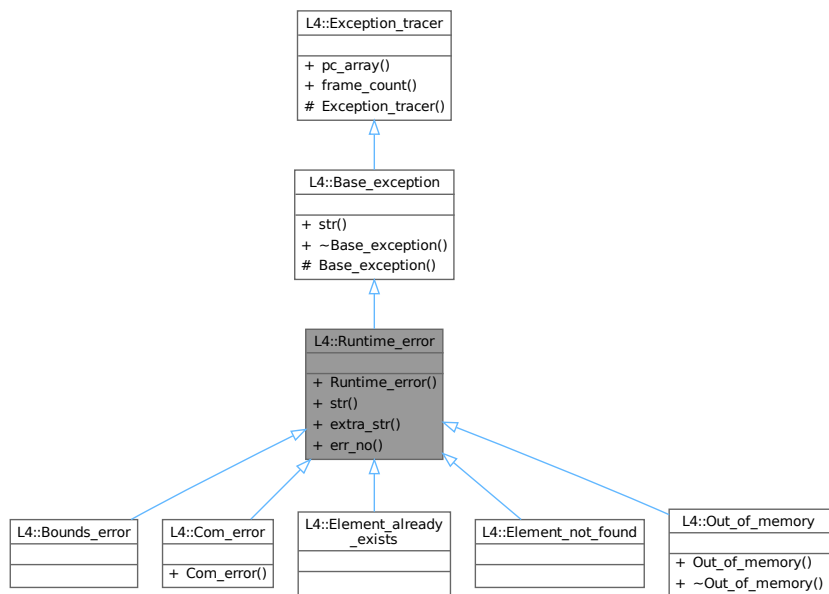 L4::Exception_tracer
+ pc_array()
+ frame_count()
# Exception_tracer()
L4::Base_exception
+ str()
+ ~Base_exception()
# Base_exception()
L4::Runtime_error
+ Runtime_error()
+ str()
+ extra_str()
+ err_no()
L4::Bounds_error
L4::Com_error
+ Com_error()
L4::Element_already
_exists
L4::Element_not_found
L4::Out_of_memory
+ Out_of_memory()
+ ~Out_of_memory()